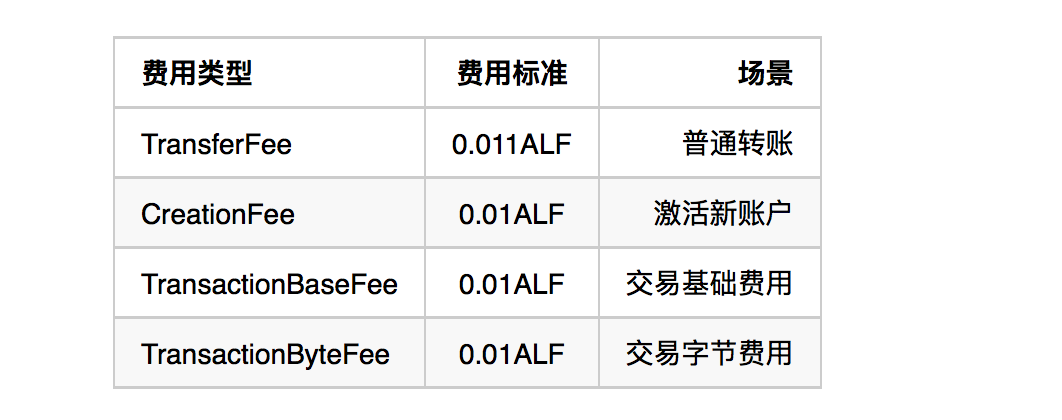 费用类型 费用标准 场景
TransferFee 0.011ALF 普通转账
CreationFee 0.01ALF 激活新账户
TransactionBaseFee 0.01ALF 交易基础费用
TransactionByteFee 0.01ALF 交易字节费用